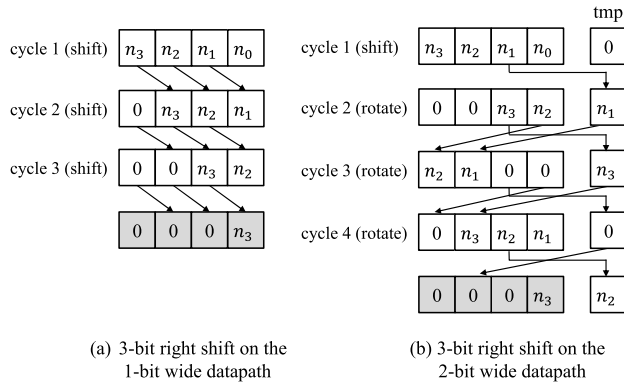 cycle 1 (shift) n₃ n₂ n₁ n₀
cycle 2 (shift) 0 n₃ n₂ n₁
cycle 3 (shift) 0 0 n₃ n₂
0 0 0 n₃
(a) 3-bit right shift on the
1-bit wide datapath
tmp
cycle 1 (shift) n₃ n₂ n₁ n₀ 0
cycle 2 (rotate) 0 0 n₃ n₂ n₁
cycle 3 (rotate) n₂ n₁ 0 0 n₃
cycle 4 (rotate) 0 n₃ n₂ n₁ 0
0 0 0 n₃ n₂
(b) 3-bit right shift on the
2-bit wide datapath